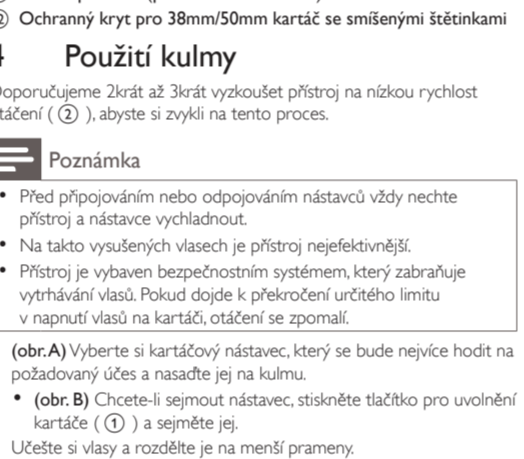 ② Ochranný kryt pro 38mm/50mm kartáč se smíšenými štětinkami
4 Použití kulmy
Doporučujeme 2krát až 3krát vyzkoušet přístroj na nízkou rychlost
otáčení ( ② ), abyste si zvykli na tento proces.
Poznámka
• Před připojováním nebo odpojováním nástavců vždy nechte
přístroj a nástavce vychladnout.
• Na takto vysušených vlasech je přístroj nejefektivnější.
• Přístroj je vybaven bezpečnostním systémem, který zabraňuje
vytrhávání vlasů. Pokud dojde k překročení určitého limitu
v napnutí vlasů na kartáči, otáčení se zpomalí.
(obr. A) Vyberte si kartáčový nástavec, který se bude nejvíce hodit na
požadovaný účes a nasaďte jej na kulmu.
• (obr. B) Chcete-li sejmout nástavec, stiskněte tlačítko pro uvolnění
kartáče ( ① ) a sejměte jej.
Učešte si vlasy a rozdělte je na menší prameny.